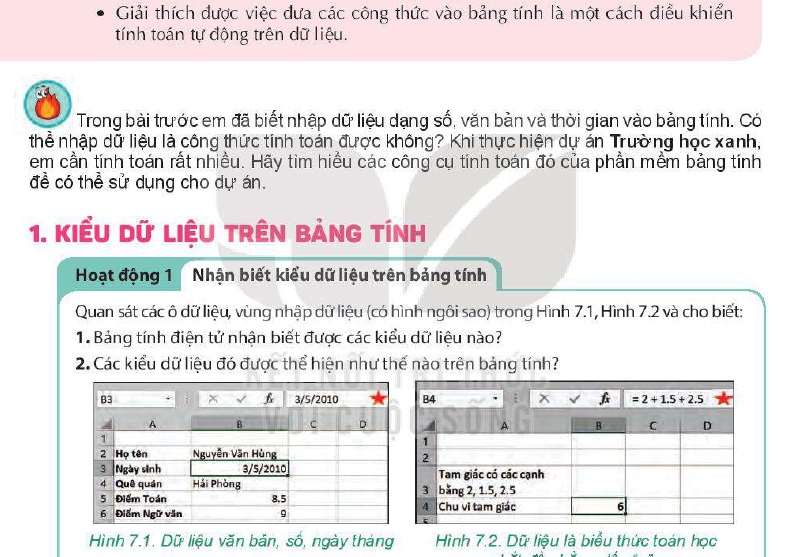 • Giải thích được việc đưa các công thức vào bảng tính là một cách điều khiển
tính toán tự động trên dữ liệu.
Trong bài trước em đã biết nhập dữ liệu dạng số, văn bản và thời gian vào bảng tính. Có
thể nhập dữ liệu là công thức tính toán được không? Khi thực hiện dự án Trường học xanh,
em cần tính toán rất nhiều. Hãy tìm hiểu các công cụ tính toán đó của phần mềm bảng tính
để có thể sử dụng cho dự án.
1. KIỂU DỮ LIỆU TRÊN BẢNG TÍNH
Hoạt động 1 Nhận biết kiểu dữ liệu trên bảng tính
Quan sát các ô dữ liệu, vùng nhập dữ liệu (có hình ngôi sao) trong Hình 7.1, Hình 7.2 và cho biết:
1. Bảng tính điện tử nhận biết được các kiểu dữ liệu nào?
2. Các kiểu dữ liệu đó được thể hiện như thế nào trên bảng tính?
KẾT NỐI TRI THỨC
VỚI CUỘC SỐNG
B3 fx 3/5/2010
A B C D
1
2 Họ tên Nguyễn Văn Hùng
3 Ngày sinh 3/5/2010
4 Quê quán Hải Phòng
5 Điểm Toán 8.5
6 Điểm Ngữ văn 9
Hình 7.1. Dữ liệu văn bản, số, ngày tháng
B4 fx = 2 + 1.5 + 2.5
A B C D
1
2
Tam giác có các cạnh
3 bằng 2, 1.5, 2.5
4 Chu vi tam giác 6
Hình 7.2. Dữ liệu là biểu thức toán học